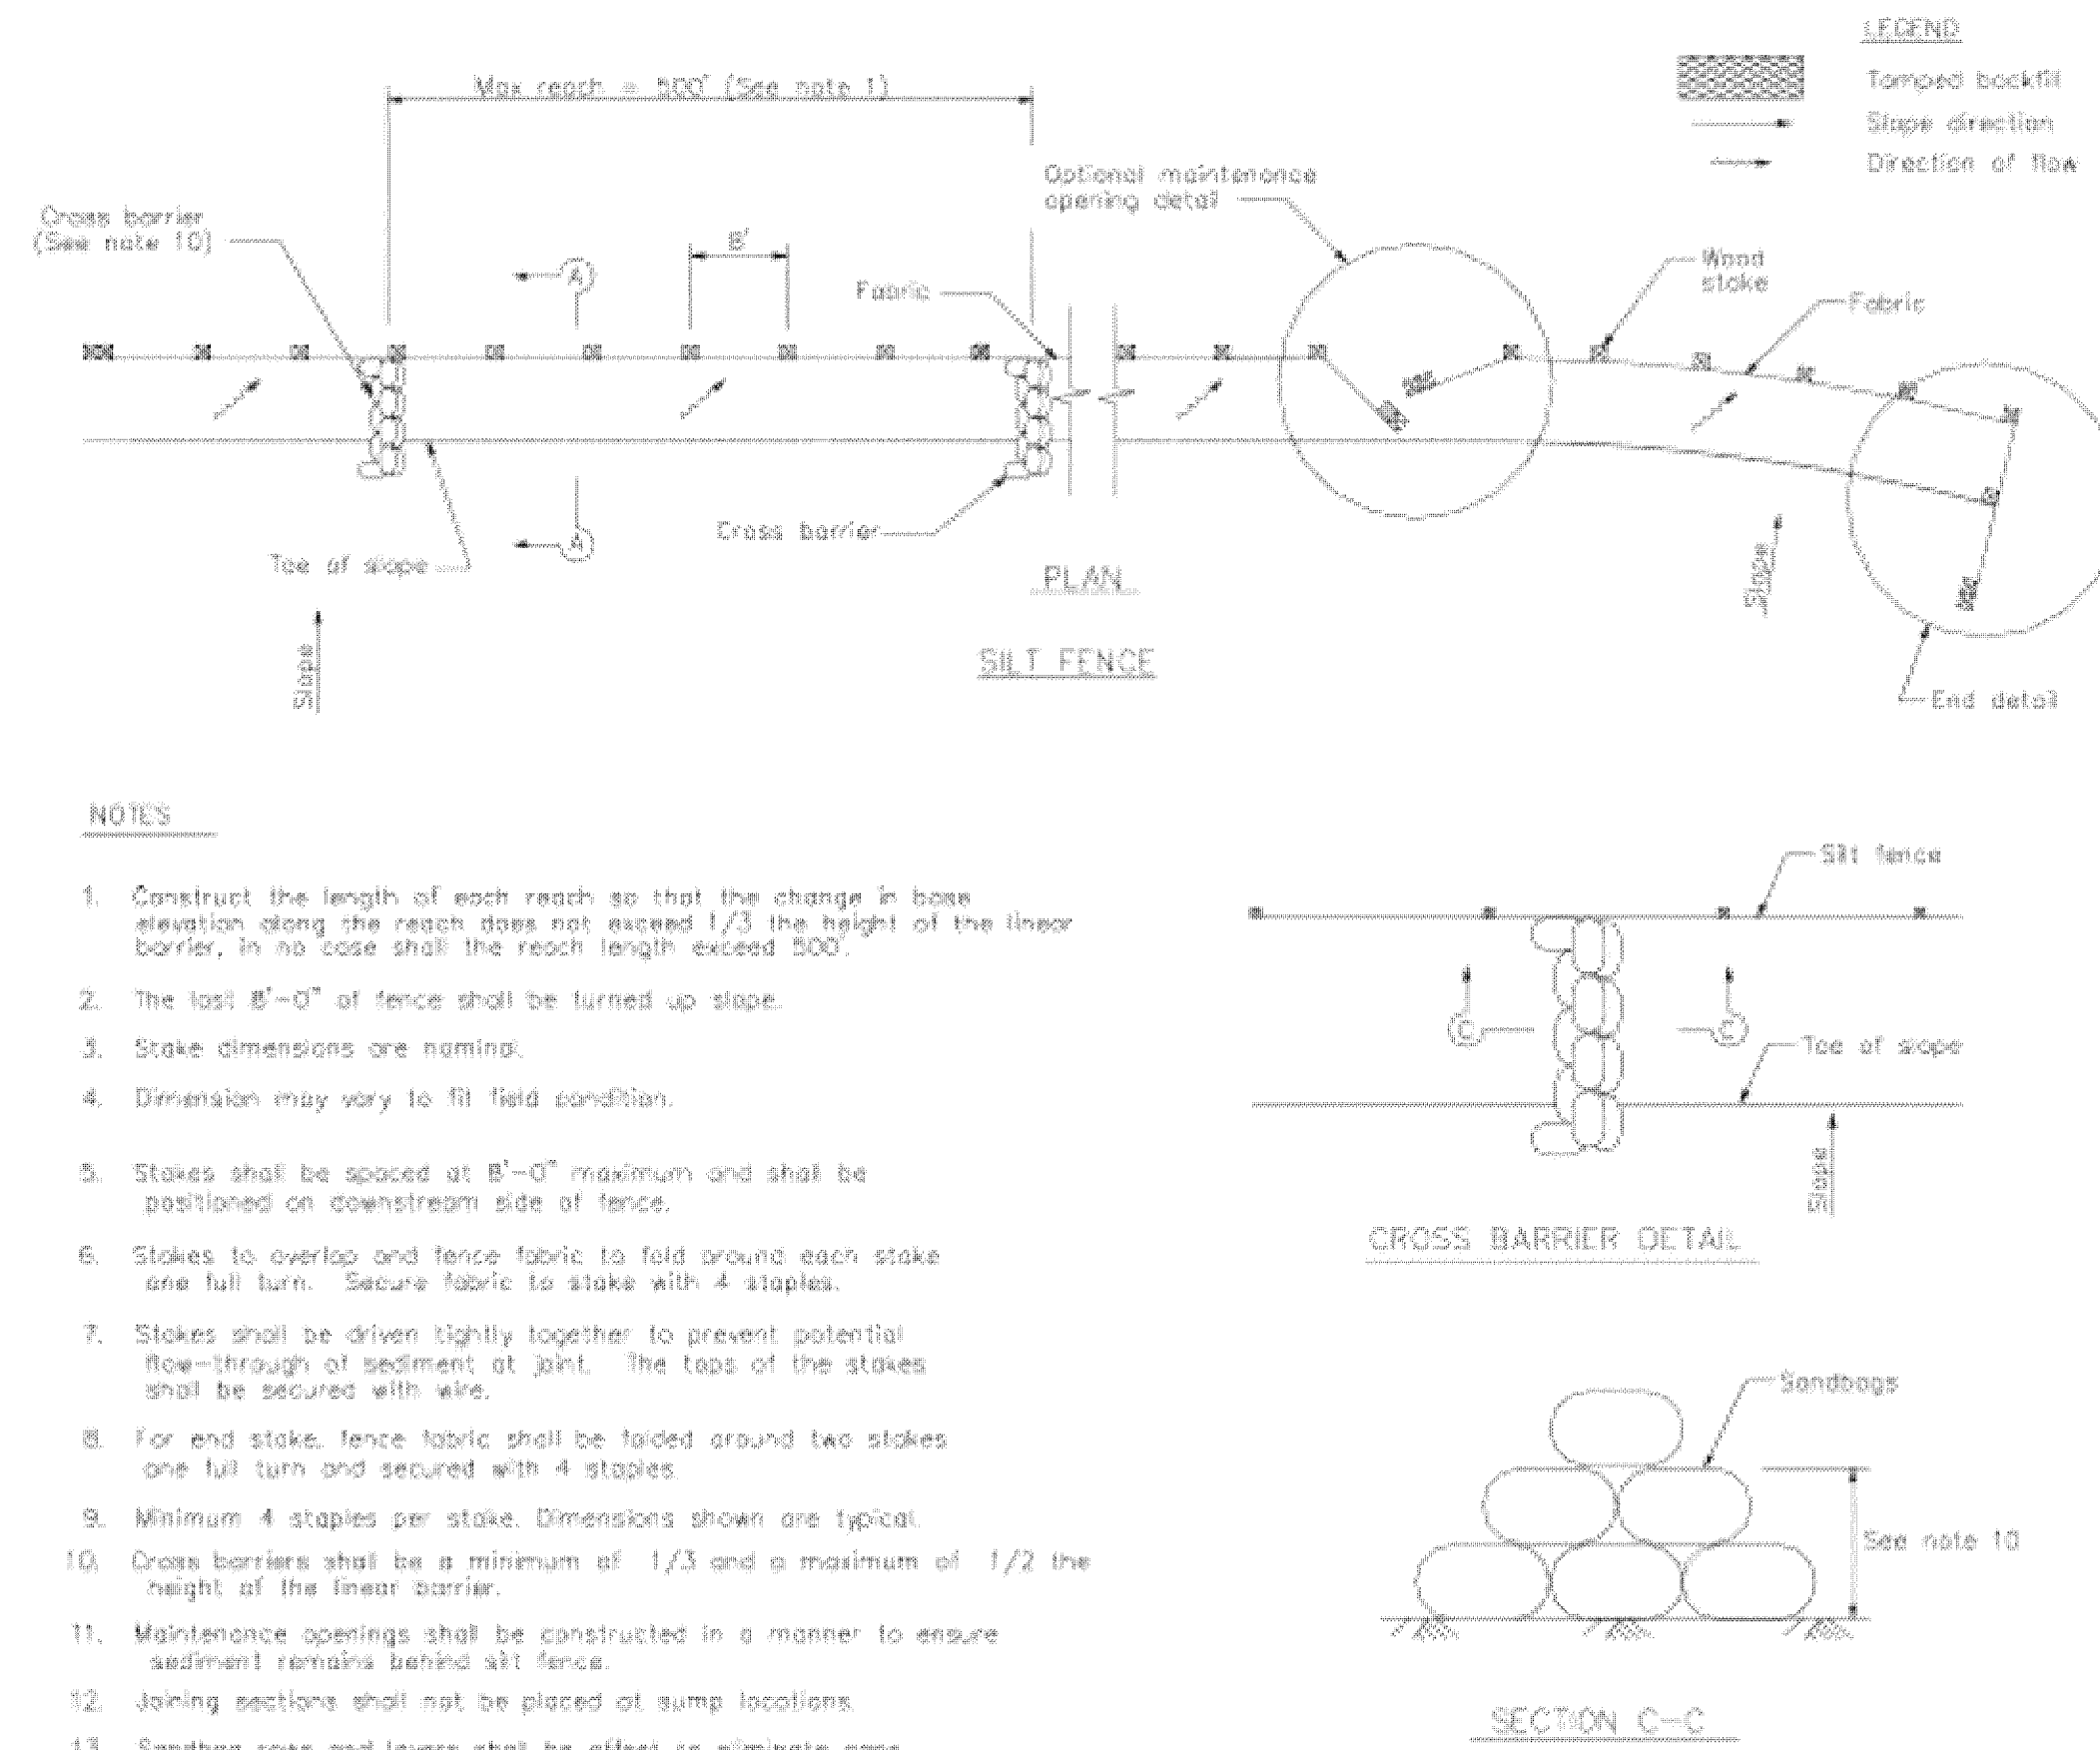 LEGEND
Tamped backfill
Slope direction
Direction of flow
Max reach = 500' (See note 1)
Optional maintenance
opening detail
Cross barrier
(See note 10)
8'
A
Fabric
Wood
stake
Fabric
Cross barrier
A
Toe of slope
PLAN
Slope
Slope
SILT FENCE
End detail
NOTES
1. Construct the length of each reach so that the change in base
elevation along the reach does not exceed 1/3 the height of the linear
barrier, in no case shall the reach length exceed 500'.
2. The last 8'-0" of fence shall be turned up slope.
3. Stake dimensions are nominal.
4. Dimension may vary to fit field condition.
5. Stakes shall be spaced at 8'-0" maximum and shall be
positioned on downstream side of fence.
6. Stakes to overlap and fence fabric to fold around each stake
one full turn. Secure fabric to stake with 4 staples.
7. Stakes shall be driven tightly together to prevent potential
flow-through of sediment at joint. The tops of the stakes
shall be secured with wire.
8. For end stake, fence fabric shall be folded around two stakes
one full turn and secured with 4 staples.
9. Minimum 4 staples per stake. Dimensions shown are typical.
10. Cross barriers shall be a minimum of 1/3 and a maximum of 1/2 the
height of the linear barrier.
11. Maintenance openings shall be constructed in a manner to ensure
sediment remains behind silt fence.
12. Joining sections shall not be placed at sump locations.
13. Sandbag rows and layers shall be offset to eliminate gaps.
Silt fence
C
C
Toe of slope
Slope
CROSS BARRIER DETAIL
Sandbags
See note 10
SECTION C-C